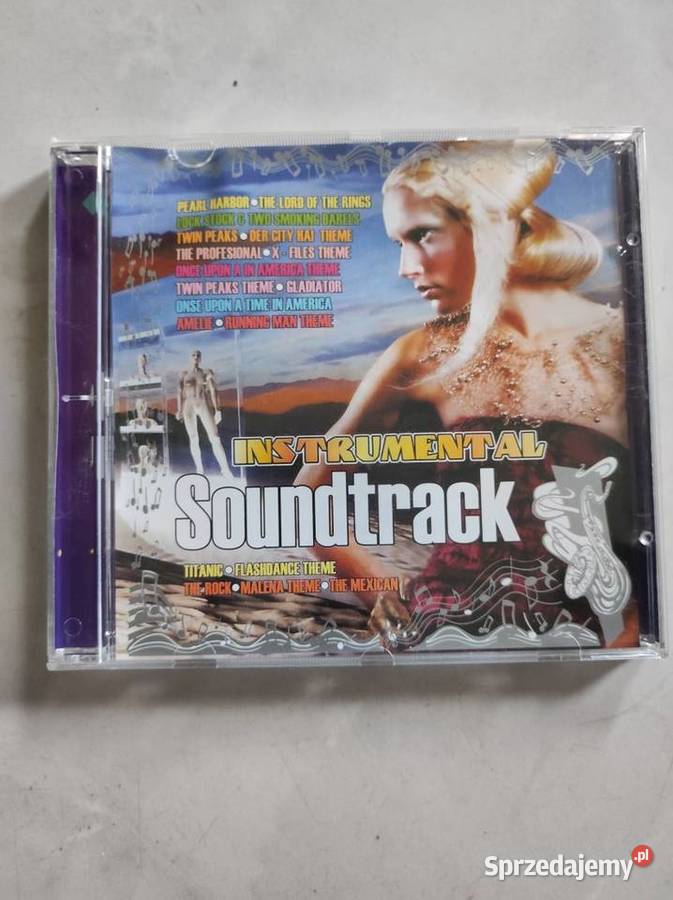 PEARL HARBOR • THE LORD OF THE RINGS
LOCK STOCK & TWO SMOKING BARELS
TWIN PEAKS • DER CITY HAI THEME
THE PROFESIONAL • X - FILES THEME
ONCE UPON A IN AMERICA THEME
TWIN PEAKS THEME • GLADIATOR
ONSE UPON A TIME IN AMERICA
AMELIE • RUNNING MAN THEME
INSTRUMENTAL
Soundtrack
TITANIC • FLASHDANCE THEME
THE ROCK • MALENA THEME • THE MEXICAN
Sprzedajemy.pl